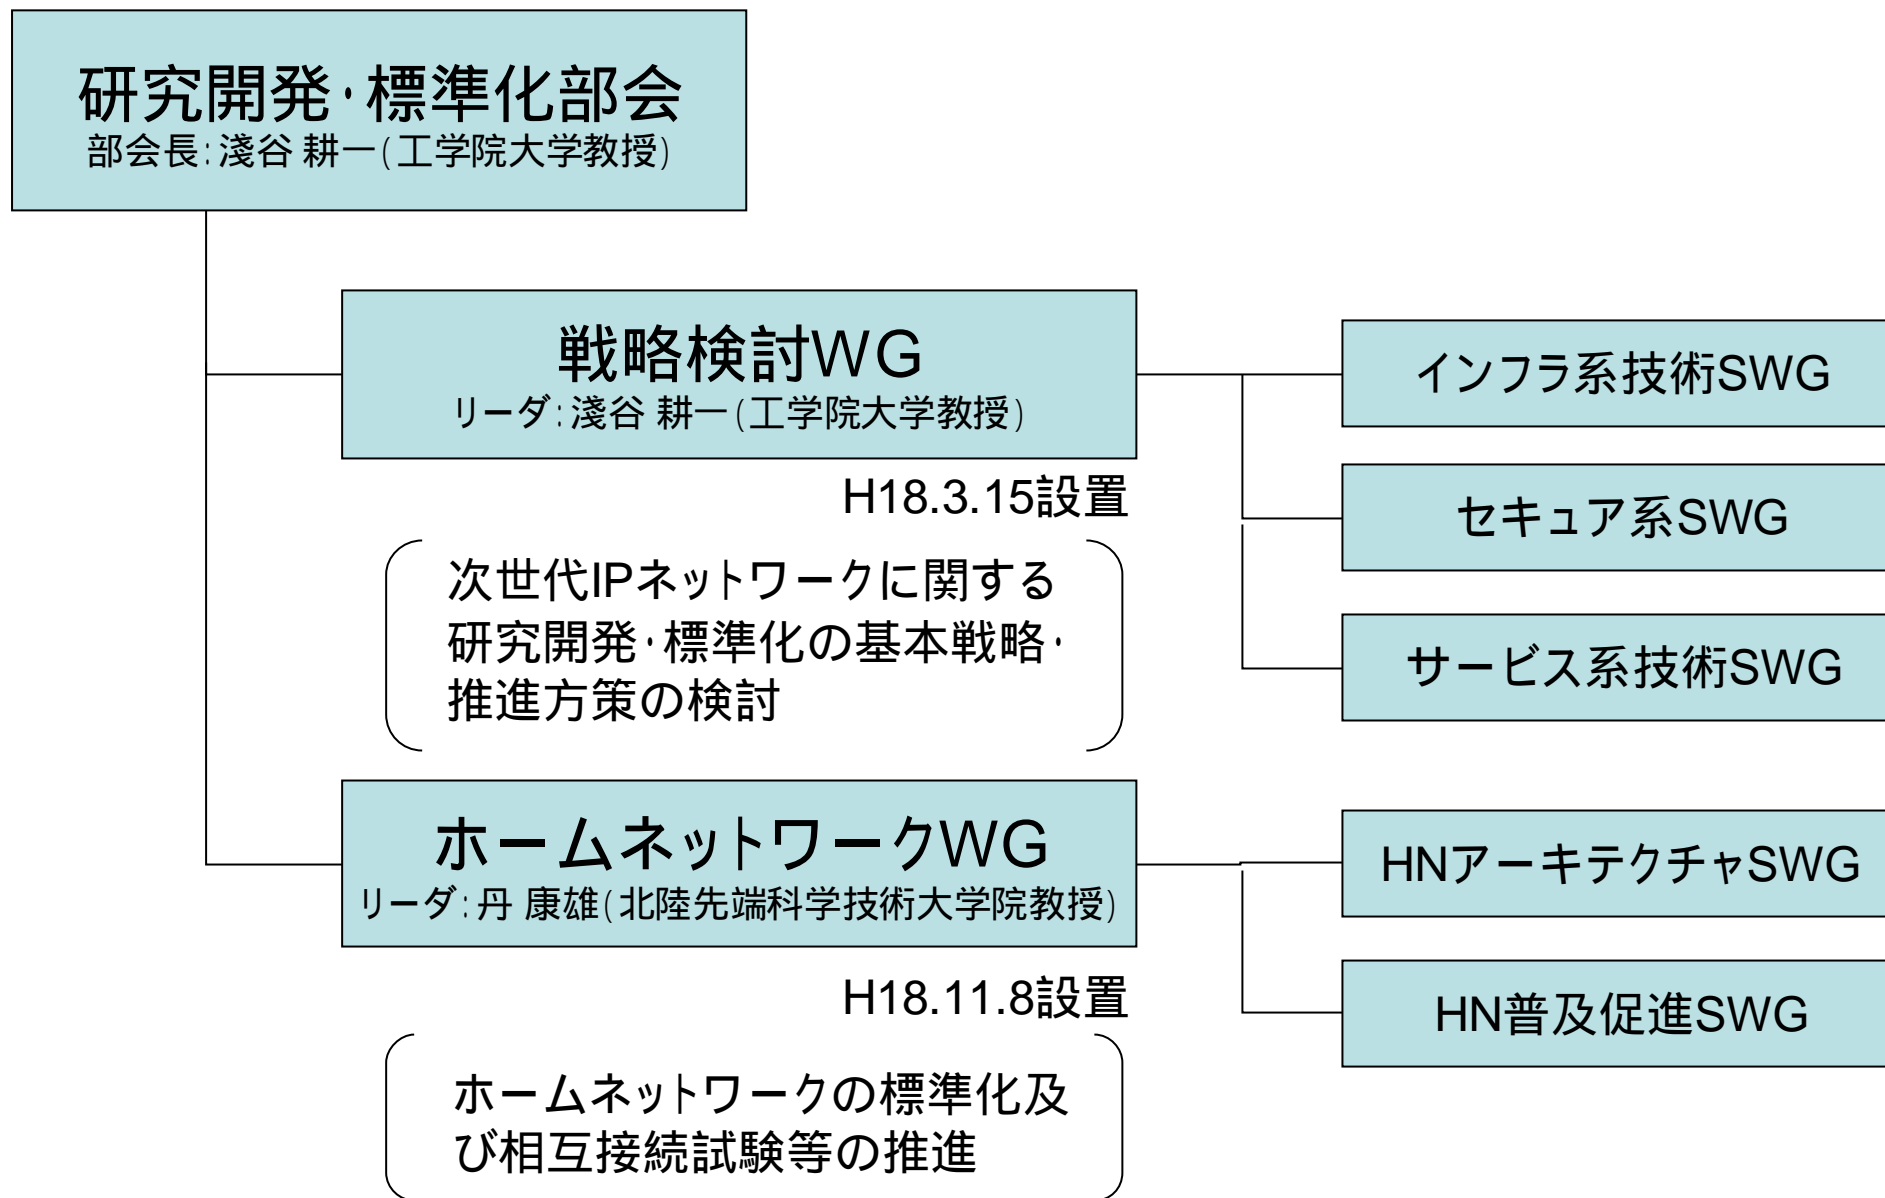 研究開発・標準化部会
部会長:淺谷 耕一(工学院大学教授)
戦略検討WG
リーダ:淺谷 耕一(工学院大学教授)
H18.3.15設置
次世代IPネットワークに関する
研究開発・標準化の基本戦略・
推進方策の検討
インフラ系技術SWG
セキュア系SWG
サービス系技術SWG
ホームネットワークWG
リーダ:丹 康雄(北陸先端科学技術大学院教授)
H18.11.8設置
ホームネットワークの標準化及
び相互接続試験等の推進
HNアーキテクチャSWG
HN普及促進SWG